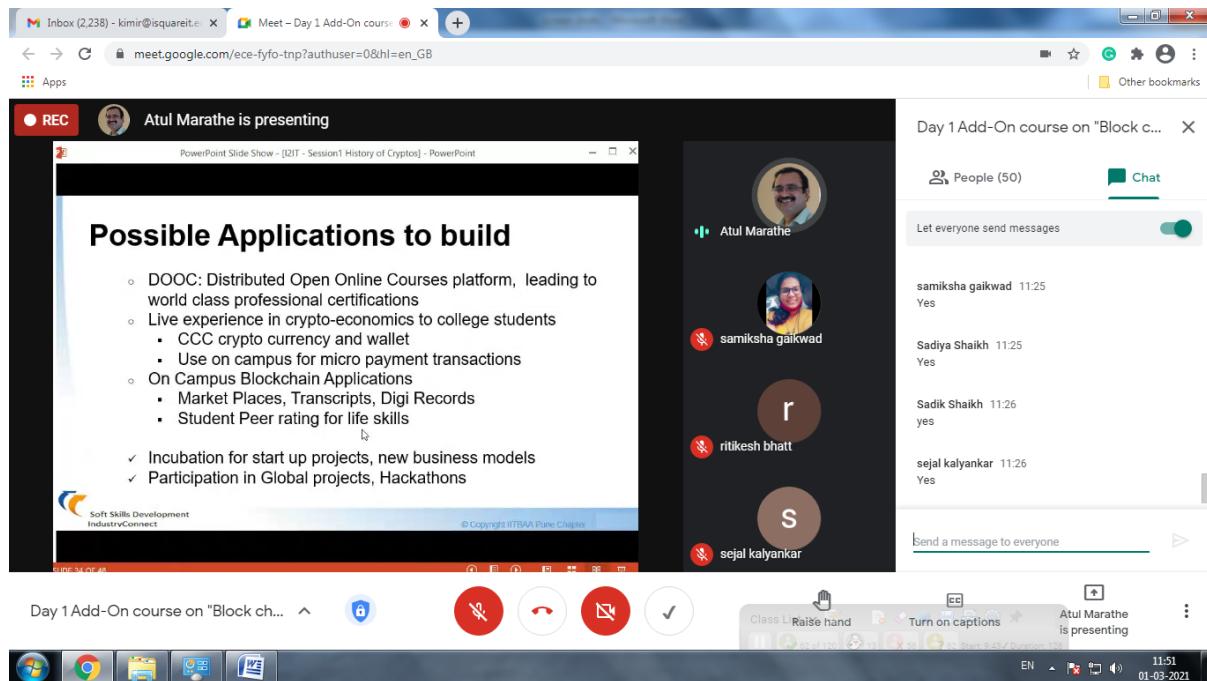 Inbox (2,238) - kimir@isquareit.e
Meet – Day 1 Add-On course
meet.google.com/ece-fyfo-tnp?authuser=0&hl=en_GB
Apps
Other bookmarks
REC
Atul Marathe is presenting
PowerPoint Slide Show - [I2IT - Session1 History of Cryptos] - PowerPoint
Possible Applications to build
DOOC: Distributed Open Online Courses platform, leading to
world class professional certifications
Live experience in crypto-economics to college students
CCC crypto currency and wallet
Use on campus for micro payment transactions
On Campus Blockchain Applications
Market Places, Transcripts, Digi Records
Student Peer rating for life skills
Incubation for start up projects, new business models
Participation in Global projects, Hackathons
Soft Skills Development
IndustryConnect
© Copyright IITBAA Pune Chapter
SLIDE 34 OF 48
Atul Marathe
samiksha gaikwad
r
ritikesh bhatt
S
sejal kalyankar
Day 1 Add-On course on "Block c...
People (50)
Chat
Let everyone send messages
samiksha gaikwad 11:25
Yes
Sadiya Shaikh 11:25
Yes
Sadik Shaikh 11:26
yes
sejal kalyankar 11:26
Yes
Send a message to everyone
Day 1 Add-On course on "Block ch...
Raise hand
CC
Turn on captions
Atul Marathe
is presenting
EN
11:51
01-03-2021